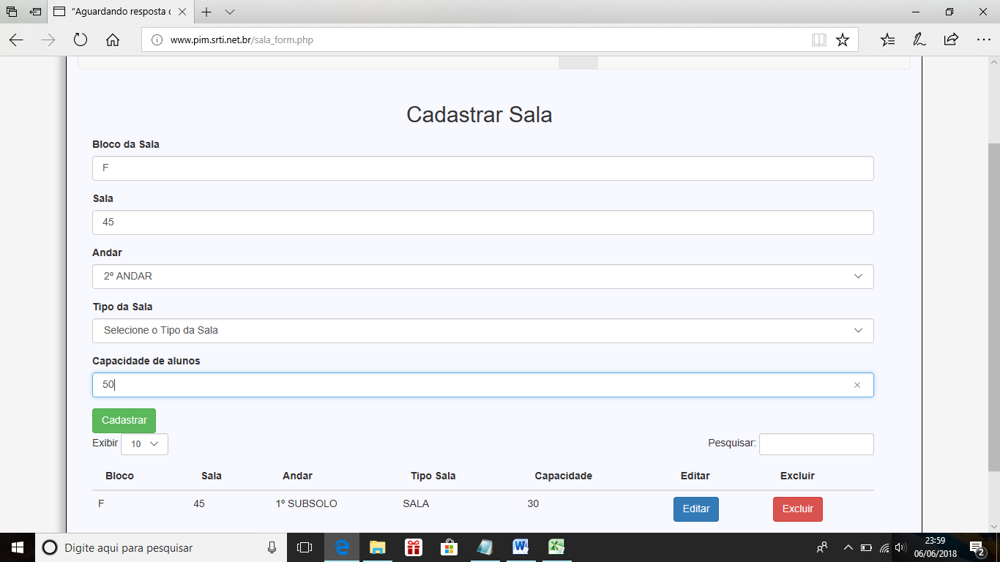 “Aguardando resposta d
www.pim.srti.net.br/sala_form.php
Cadastrar Sala
Bloco da Sala
F
Sala
45
Andar
2º ANDAR
Tipo da Sala
Selecione o Tipo da Sala
Capacidade de alunos
50
Cadastrar
Exibir 10 Pesquisar:
Bloco Sala Andar Tipo Sala Capacidade Editar Excluir
F 45 1º SUBSOLO SALA 30 Editar Excluir
Digite aqui para pesquisar
23:59
06/06/2018
2